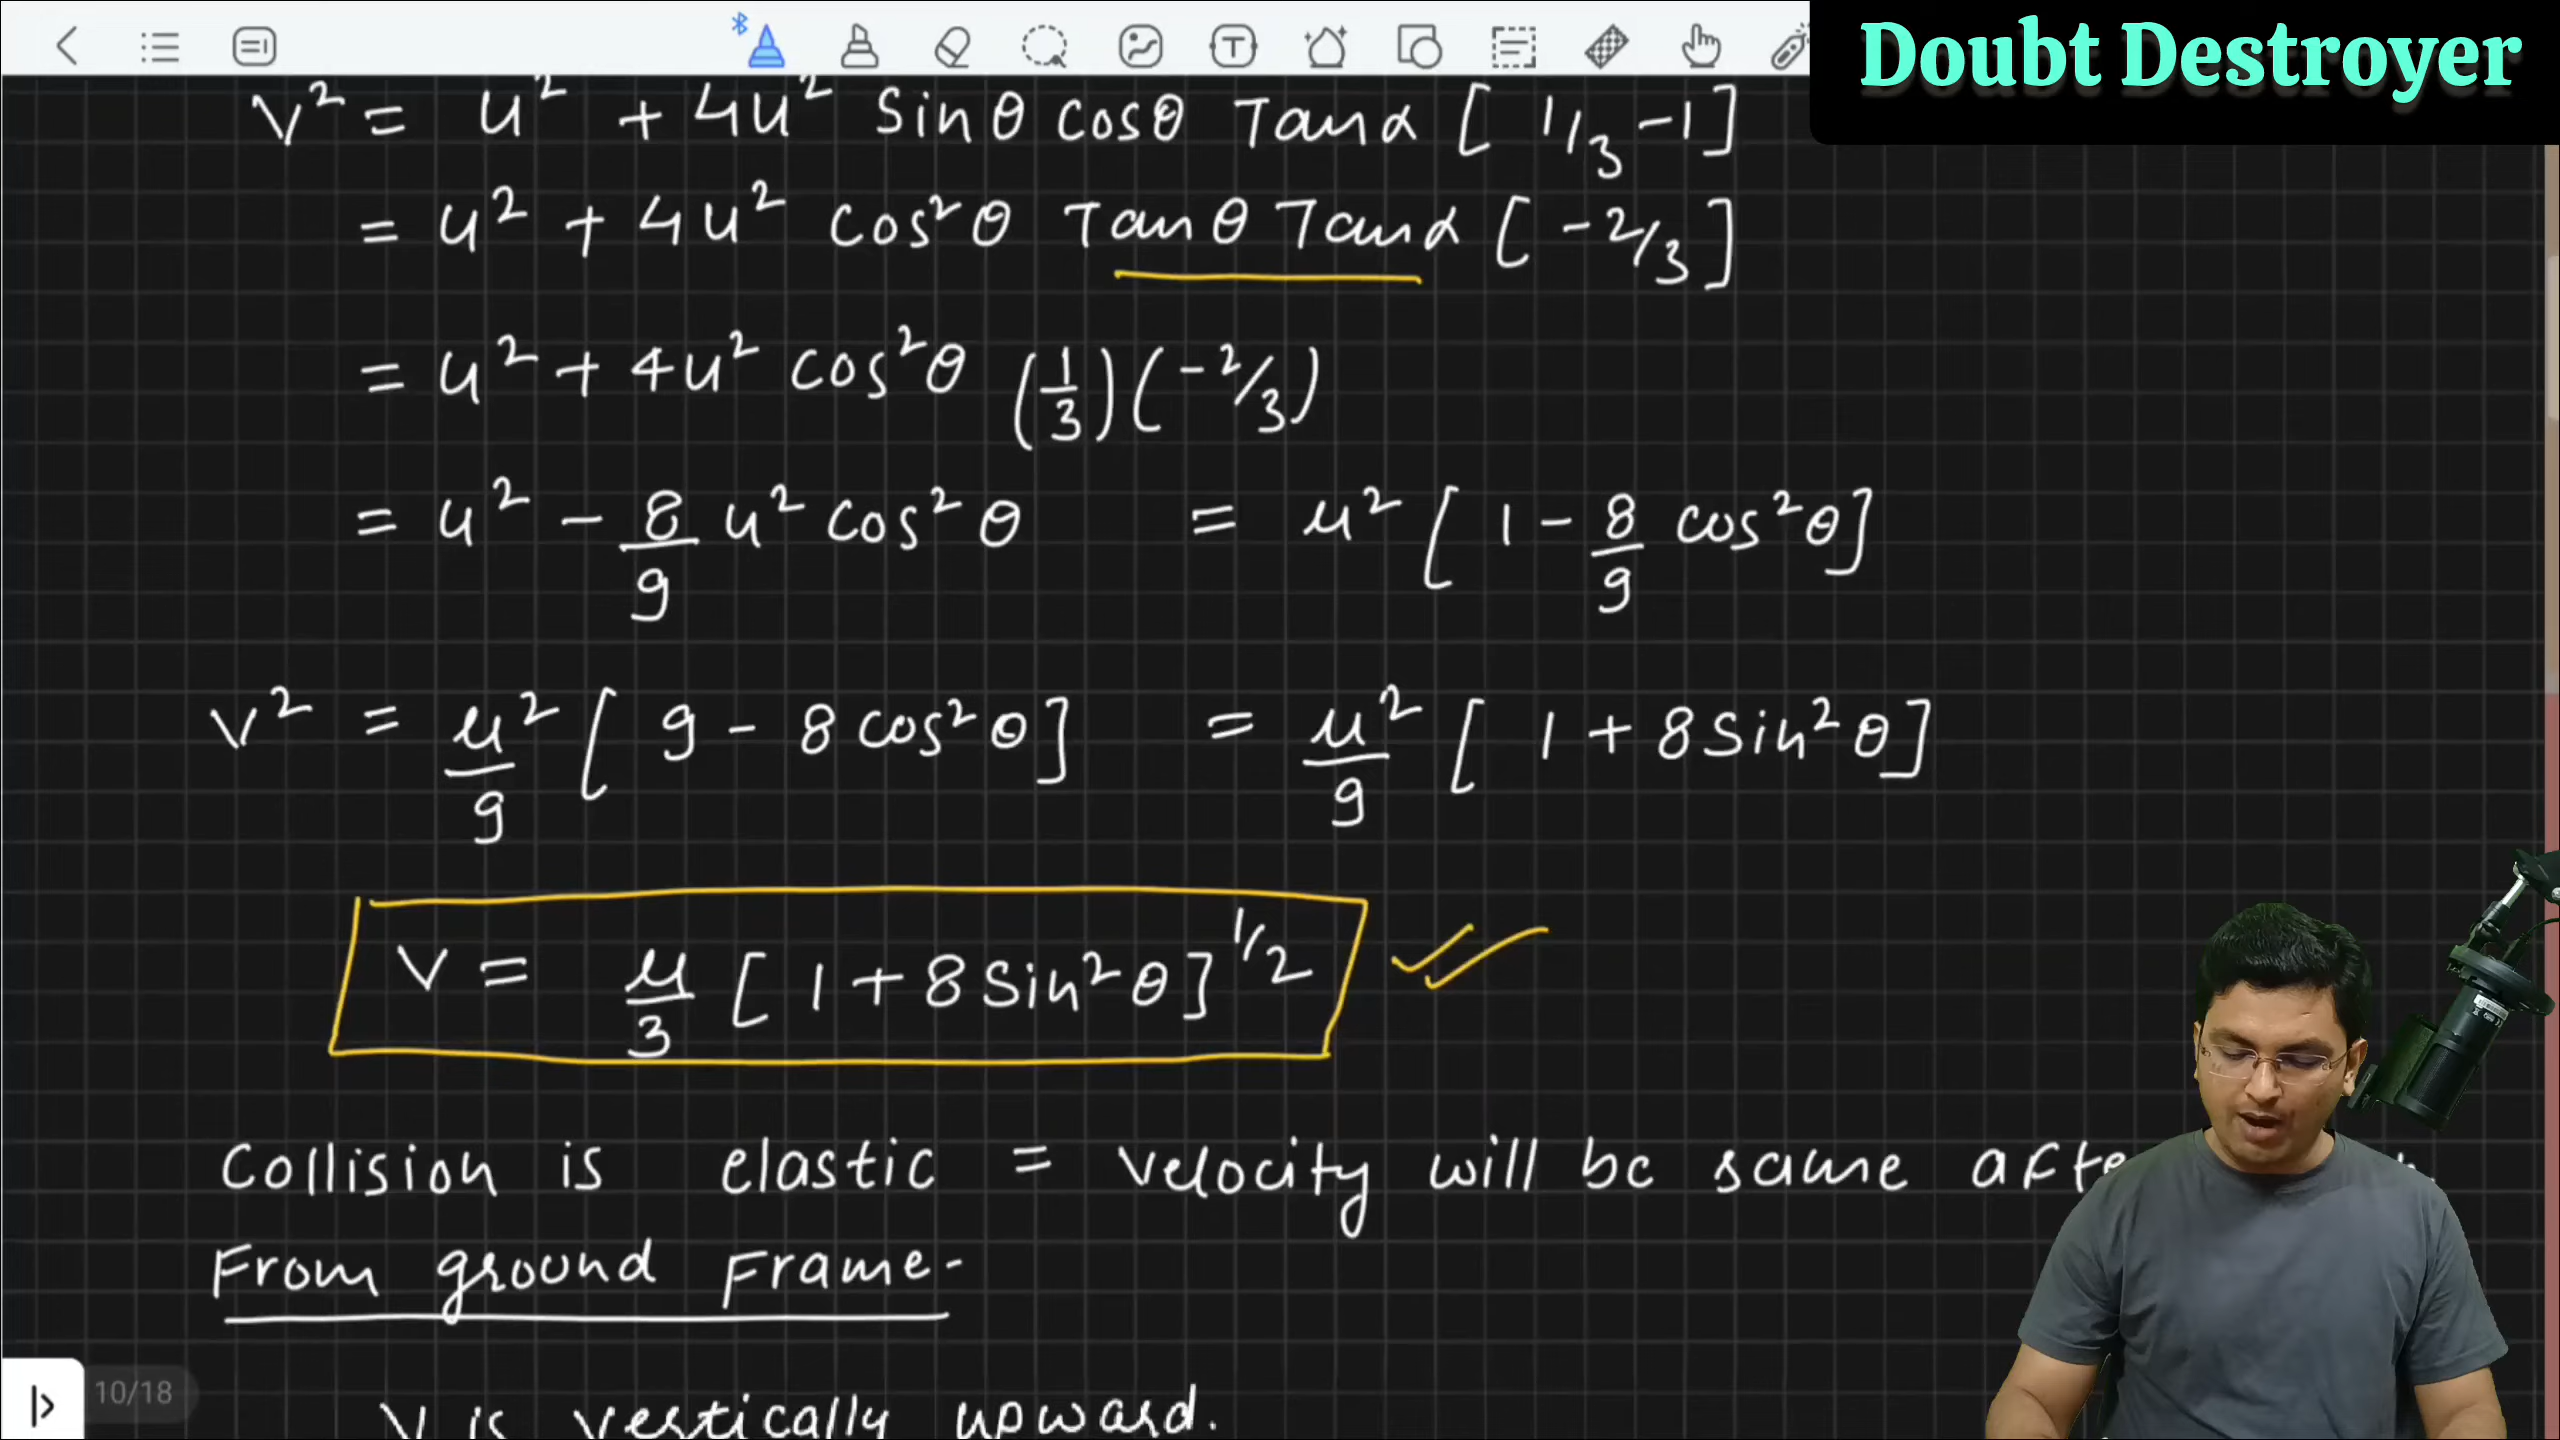 Doubt Destroyer
V² = u² + 4u² Sinθ Cosθ Tanα [1/3 -1]
= u² + 4u² Cos²θ Tanθ Tanα [-2/3]
= u² + 4u² Cos²θ (1/3)(-2/3)
= u² - 8/9 u² Cos²θ = u² [1 - 8/9 Cos²θ]
V² = u²/9 [9 - 8 Cos²θ] = u²/9 [1 + 8 Sin²θ]
V = u/3 [1 + 8 Sin²θ]^1/2
Collision is elastic = velocity will be same
From ground Frame-
V is vertically upward.
10/18